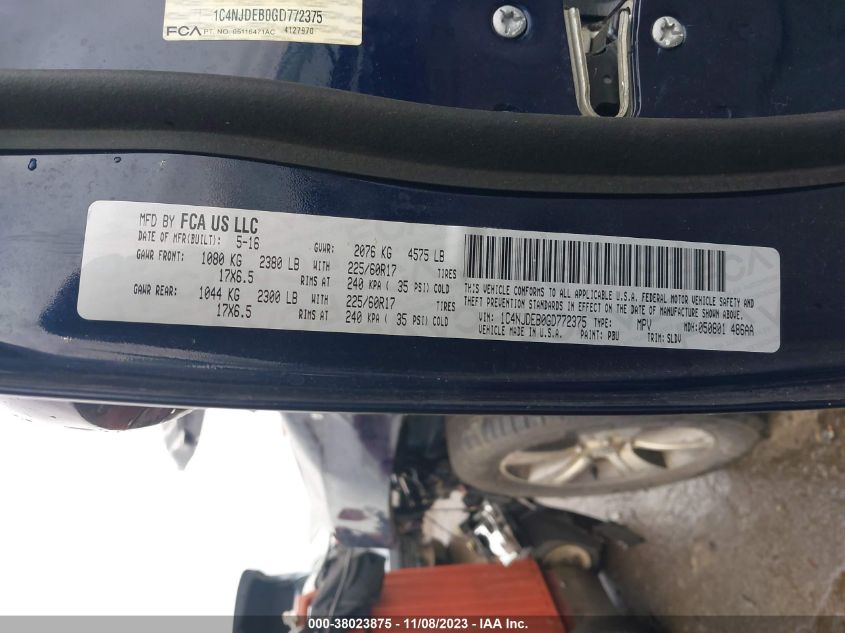 1C4NJDEB0GD772375
FCA PT. NO. 05116471AC 4127970
MFD BY FCA US LLC
DATE OF MFR(BUILT): 5-16 GVWR: 2076 KG 4575 LB
GAWR FRONT: 1080 KG 2380 LB WITH 225/60R17 TIRES
17X6.5 RIMS AT 240 KPA ( 35 PSI) COLD
GAWR REAR: 1044 KG 2300 LB WITH 225/60R17 TIRES
17X6.5 RIMS AT 240 KPA ( 35 PSI) COLD
THIS VEHICLE CONFORMS TO ALL APPLICABLE U.S.A. FEDERAL MOTOR VEHICLE SAFETY AND
THEFT PREVENTION STANDARDS IN EFFECT ON THE DATE OF MANUFACTURE SHOWN ABOVE.
VIN: 1C4NJDEB0GD772375 TYPE: MPV MDH: 050801 486AA
VEHICLE MADE IN U.S.A. PAINT: PBU TRIM: SLDV
000-38023875 - 11/08/2023 - IAA Inc.